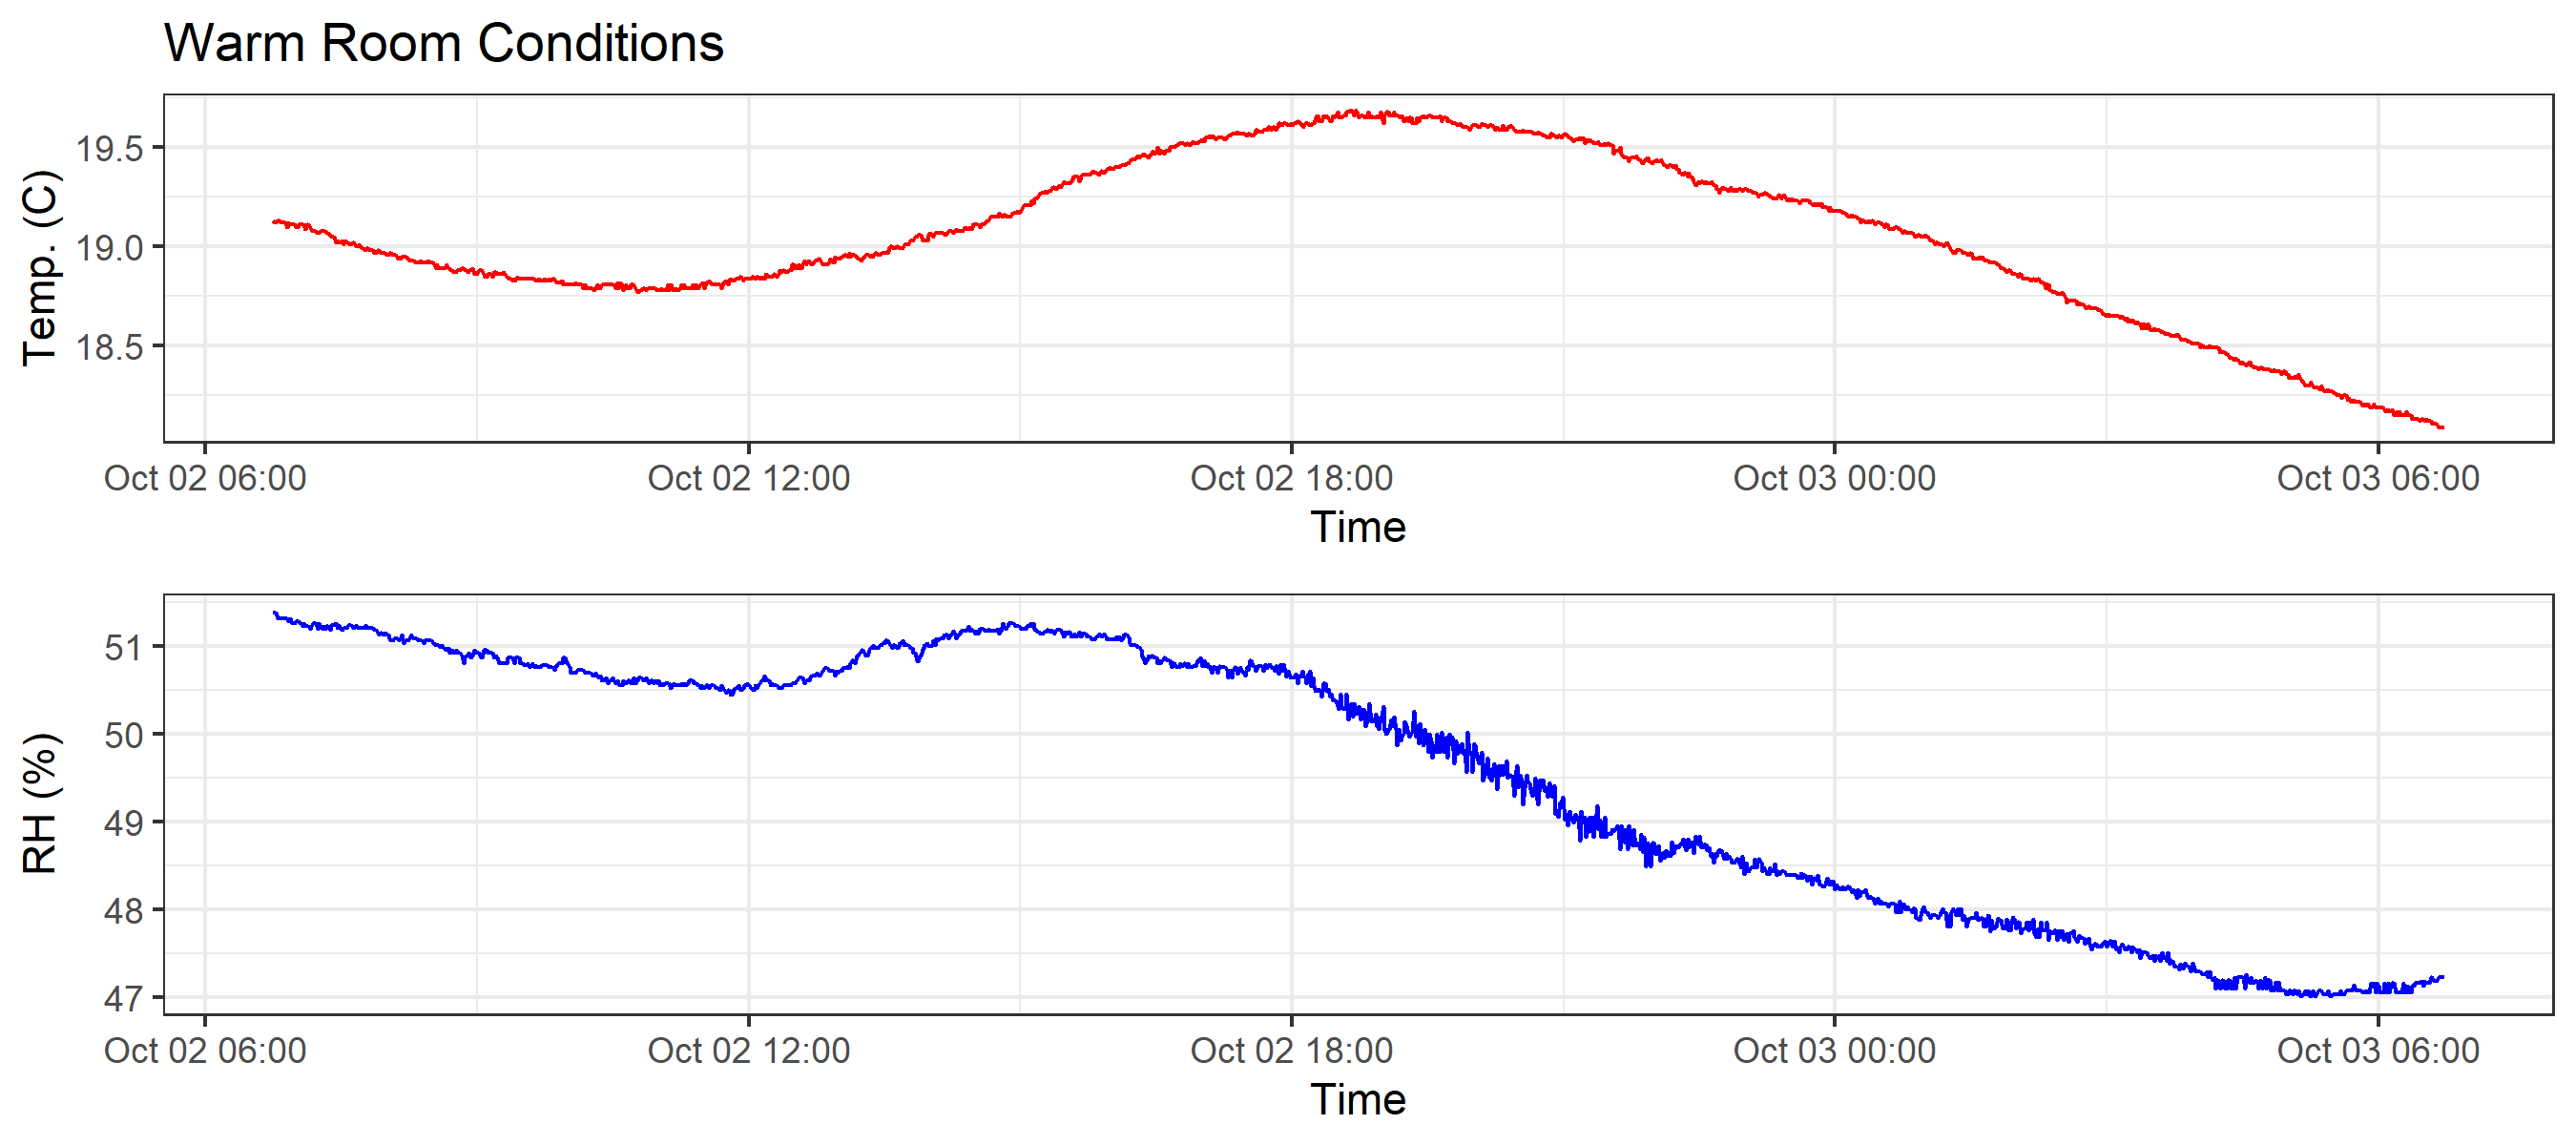 Warm Room Conditions
Temp. (C)
19.5
19.0
18.5
Oct 02 06:00 Oct 02 12:00 Oct 02 18:00 Oct 03 00:00 Oct 03 06:00
Time
RH (%)
51
50
49
48
47
Oct 02 06:00 Oct 02 12:00 Oct 02 18:00 Oct 03 00:00 Oct 03 06:00
Time